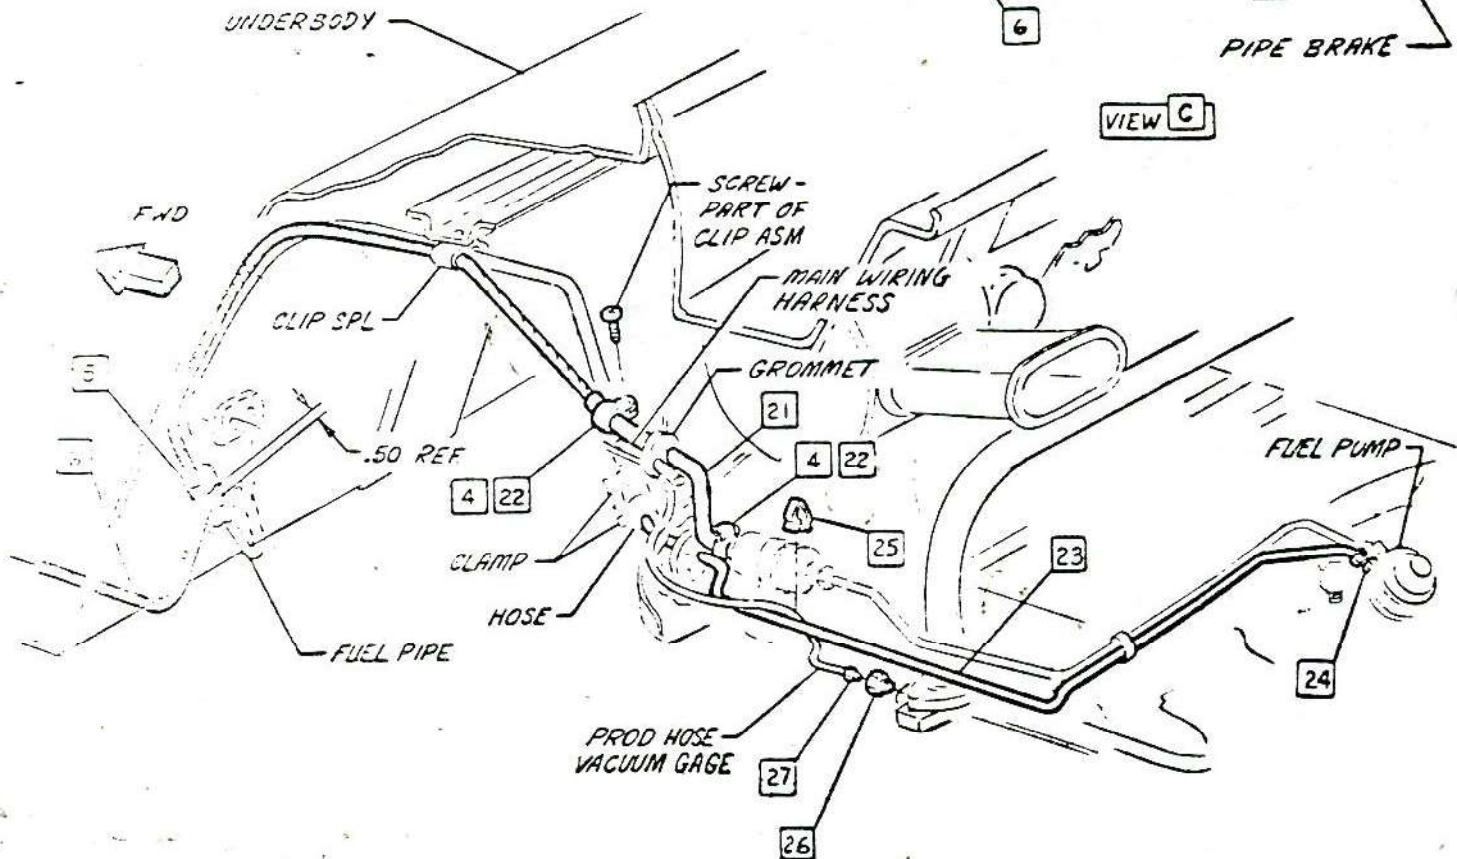 UNDERBODY
6
PIPE BRAKE
VIEW C
FWD
SCREW-
PART OF
CLIP ASM
MAIN WIRING
HARNESS
CLIP SPL
GROMMET
21
.50 REF
4 22
4 22
FUEL PUMP
25
23
CLAMP
HOSE
FUEL PIPE
24
PROD HOSE
VACUUM GAGE
27
26